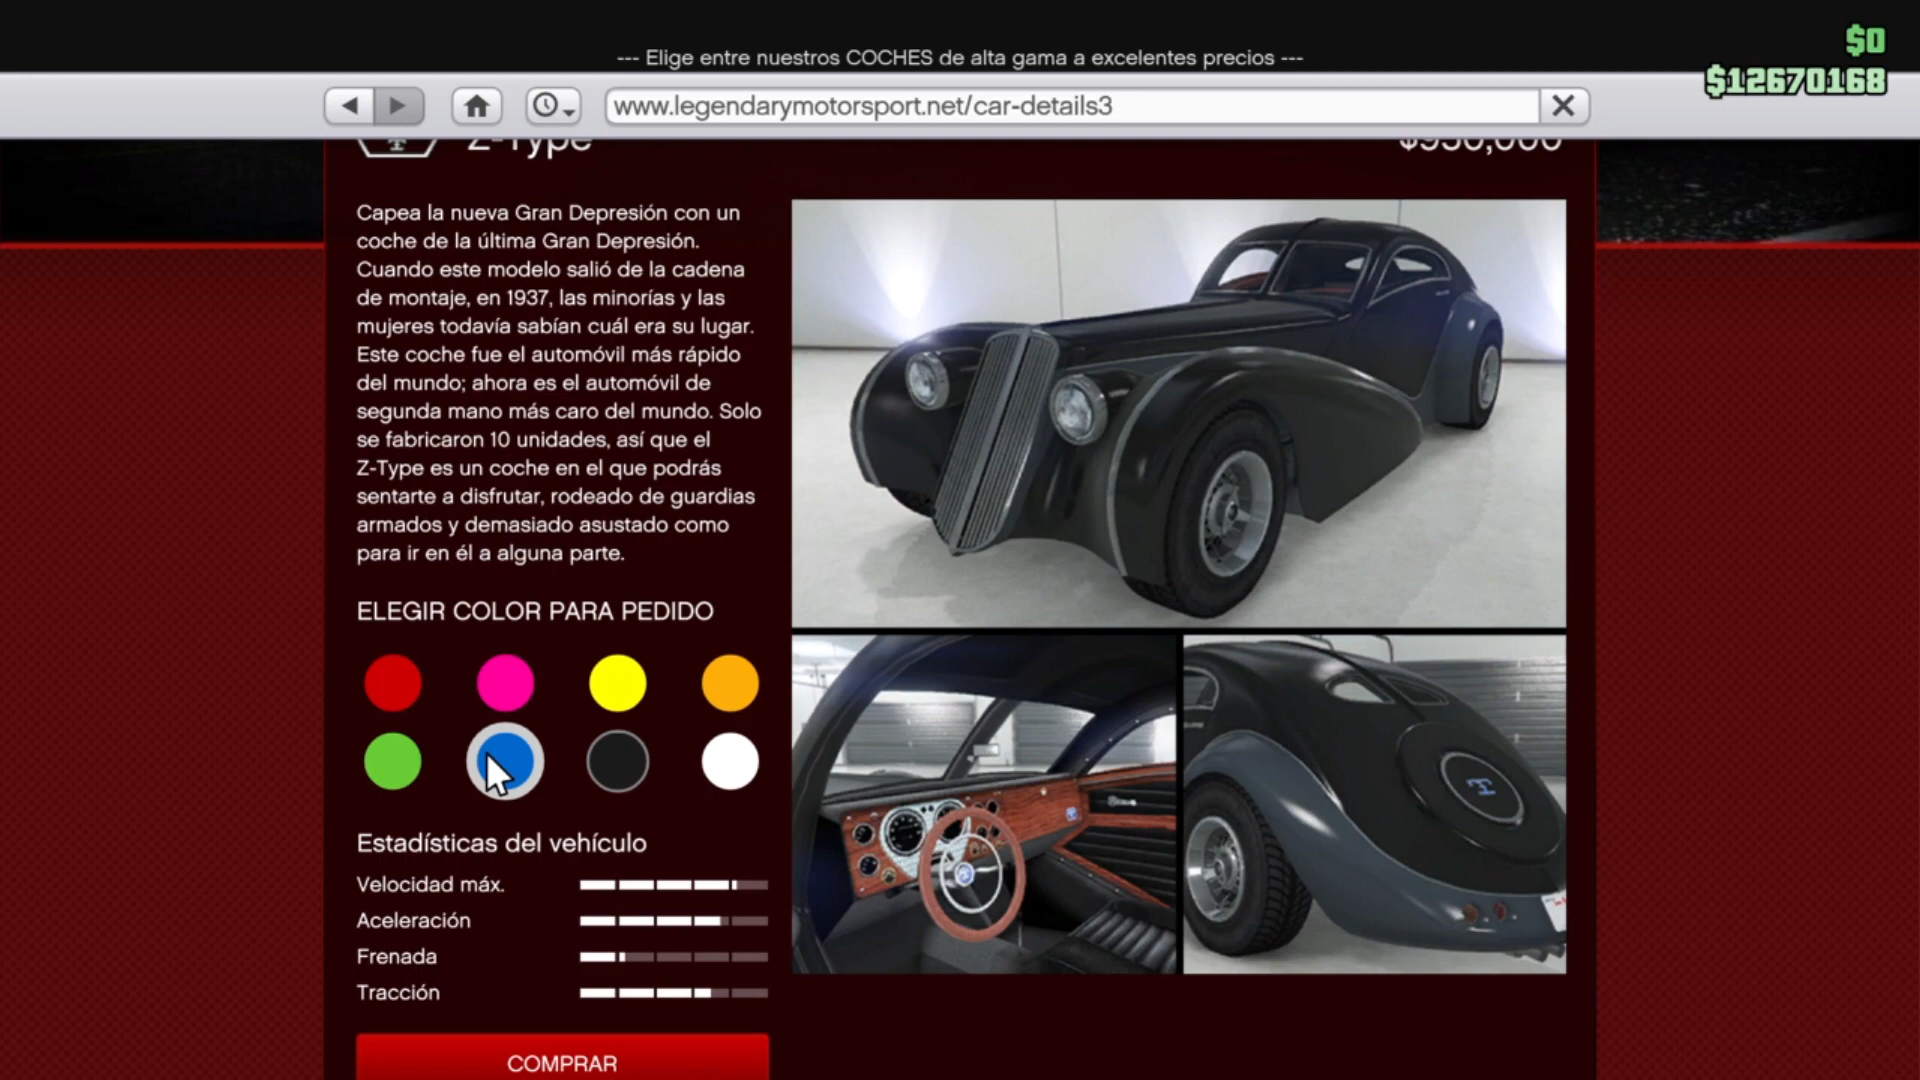 $0
--- Elige entre nuestros COCHES de alta gama a excelentes precios ---
$12670168
www.legendarymotorsport.net/car-details3
Z-Type
$950,000
Capea la nueva Gran Depresión con un
coche de la última Gran Depresión.
Cuando este modelo salió de la cadena
de montaje, en 1937, las minorías y las
mujeres todavía sabían cuál era su lugar.
Este coche fue el automóvil más rápido
del mundo; ahora es el automóvil de
segunda mano más caro del mundo. Solo
se fabricaron 10 unidades, así que el
Z-Type es un coche en el que podrás
sentarte a disfrutar, rodeado de guardias
armados y demasiado asustado como
para ir en él a alguna parte.
ELEGIR COLOR PARA PEDIDO
Estadísticas del vehículo
Velocidad máx.
Aceleración
Frenada
Tracción
COMPRAR